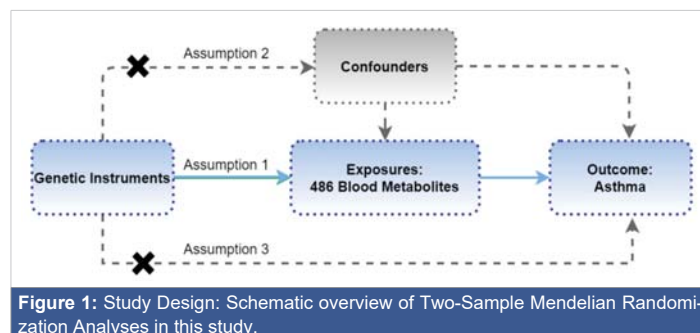 Assumption 2
Confounders
Genetic Instruments
Assumption 1
Exposures:
486 Blood Metabolites
Outcome:
Asthma
Assumption 3
Figure 1: Study Design: Schematic overview of Two-Sample Mendelian Randomi-
zation Analyses in this study.